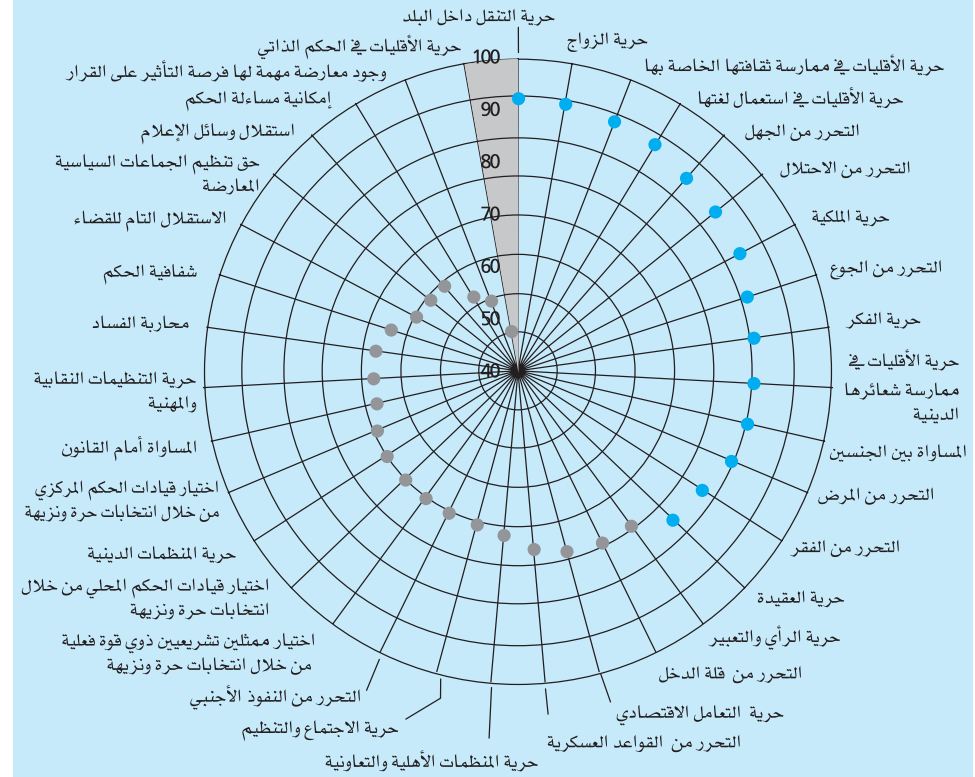 حرية التنقل داخل البلد
حرية الزواج
حرية الأقليات في ممارسة ثقافتها الخاصة بها
حرية الأقليات في استعمال لغتها
التحرر من الجهل
التحرر من الاحتلال
حرية الملكية
التحرر من الجوع
حرية الفكر
حرية الأقليات في
ممارسة شعائرها
الدينية
المساواة بين الجنسين
التحرر من المرض
التحرر من الفقر
حرية العقيدة
حرية الرأي والتعبير
التحرر من قلة الدخل
حرية التعامل الاقتصادي
التحرر من القواعد العسكرية
حرية المنظمات الأهلية والتعاونية
حرية الاجتماع والتنظيم
التحرر من النفوذ الأجنبي
اختيار ممثلين تشريعيين ذوي قوة فعلية
من خلال انتخابات حرة ونزيهة
اختيار قيادات الحكم المحلي من خلال
انتخابات حرة ونزيهة
حرية المنظمات الدينية
اختيار قيادات الحكم المركزي
من خلال انتخابات حرة ونزيهة
المساواة أمام القانون
حرية التنظيمات النقابية
والمهنية
محاربة الفساد
شفافية الحكم
الاستقلال التام للقضاء
حق تنظيم الجماعات السياسية
المعارضة
استقلال وسائل الإعلام
إمكانية مساءلة الحكم
وجود معارضة مهمة لها فرصة التأثير على القرار
حرية الأقليات في الحكم الذاتي
100
90
80
70
60
50
40